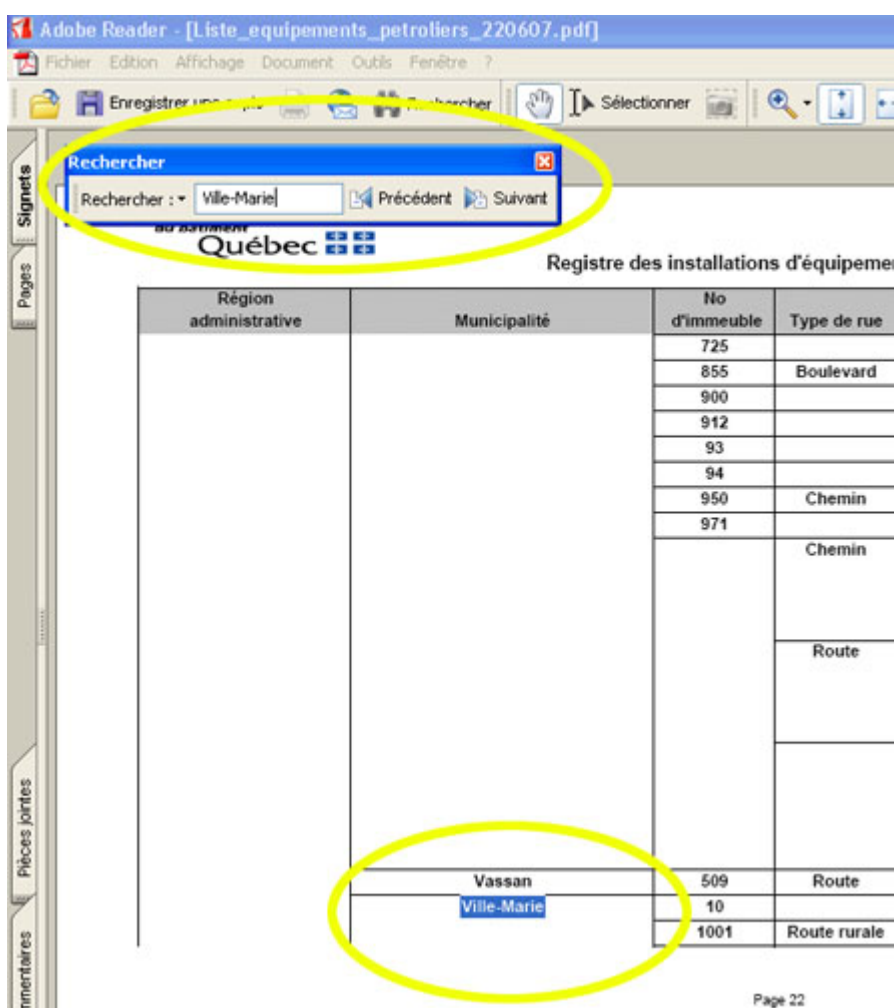 Adobe Reader - [Liste_equipements_petroliers_220607.pdf]
Fichier Edition Affichage Document Outils Fenêtre ?
Enregistrer une copie Rechercher Sélectionner
Rechercher
Rechercher : Ville-Marie Précédent Suivant
Signets
Pages
Pièces jointes
du bâtiment
Québec
Registre des installations
Région administrative Municipalité No d'immeuble Type de rue
725
855 Boulevard
900
912
93
94
950 Chemin
971
Chemin
Route
Vassan 509 Route
Ville-Marie 10
1001 Route rurale
Page 22